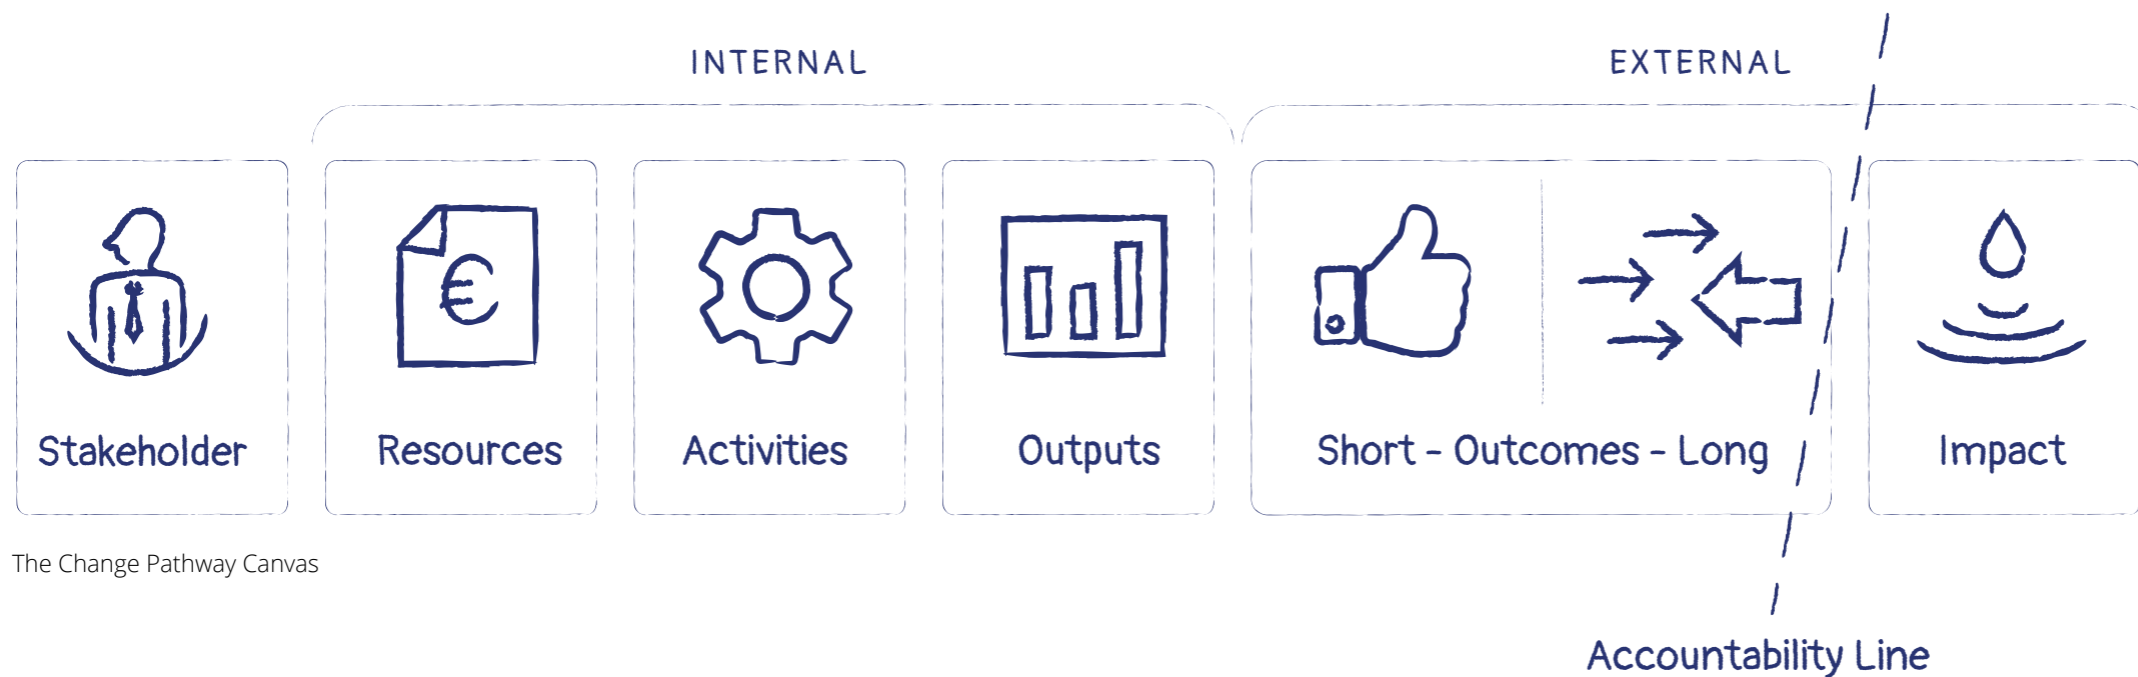 INTERNAL
EXTERNAL
Stakeholder
Resources
Activities
Outputs
Short - Outcomes - Long
Impact
The Change Pathway Canvas
Accountability Line